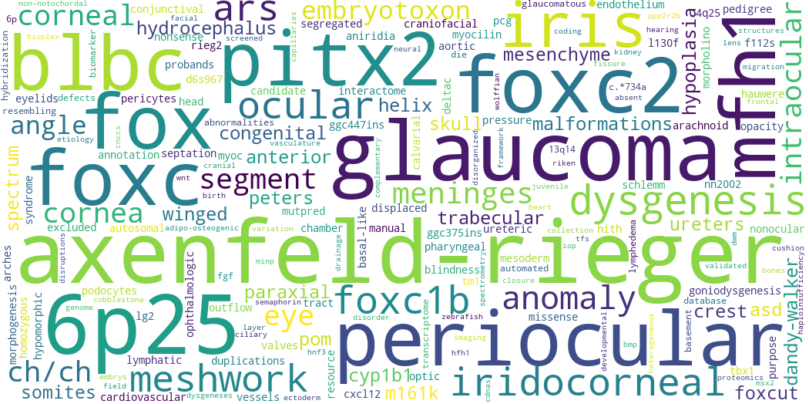 6p
non-notochordal
corneal
bimplex
conjunctival
facial
ars
embryotoxon
iris
endothelium
glaucomatous
ppp2r2b
4q25
pedigree
hydrocephalus
segregated
craniofacial
pcg
coding
structures
nonsense
aniridia
aortic
myocilin
kidney
l130f
lens
f112s
hybridization
blbc
biomarker
probands
rieg2
d6s967
pitx2
capillaries
screened
neural
die
mesenchyme
hearing
fissure
hypoplasia
morpholino
migration
intraocular
candidate
interactome
foxc2
wolffian
c.*734a
absent
hauwere
frontal
mfh1
eyelids
defects
pericytes
head
fox
ocular
helix
deltac
resembling
abnormalities
ggc447ins
skull
pressure
malformations
arachnoid
opacity
angle
etiology
cnccs
congenital
vasculature
calvarial
disorganized
framework
13q14
riken
annotation
septation
myoc
anterior
complementary
glaucoma
spectrum
foxc
cranial
wnt
birth
segment
meninges
juvenile
heart
schlemm
nn2002
dysgenesis
syndrome
peters
mutpred
displaced
trabecular
collection
hith
ureters
cornea
winged
chamber
basal-like
manual
ggc375ins
ureteric
iop
tfs
nonocular
excluded
autosomal
adipo-osteogenic
variation
drainage
pharyngeal
mesoderm
lymphedema
dmm
cushion
arches
disruptions
axenfeld-rieger
blindness
automated
validated
bones
morphogenesis
homozygous
hypomorphic
podocytes
cobblestone
genome
6p25
ophthalmologic
fgf
minp
paraxial
semaphorin
tract
tm1
spectrometry
closure
goniodysgenesis
database
haploinsufficiency
lg2
outflow
eye
ciliary
disorder
foxc1b
zebrafish
anomaly
missense
developmental
basement
crest
asd
dandy-walker
lymphatic
layer
valves
pom
resource
transcriptome
hfh1
imaging
periocular
heterogeneous
bmp
tbx1
purpose
proteomics
ch/ch
duplications
hnf3
optic
cyp1b1
somites
embrys
field
meshwork
cxcl12
m161k
cdnas
iridocorneal
msx2
foxcut
cardiovascular
dysgeneses
vessels
ectoderm